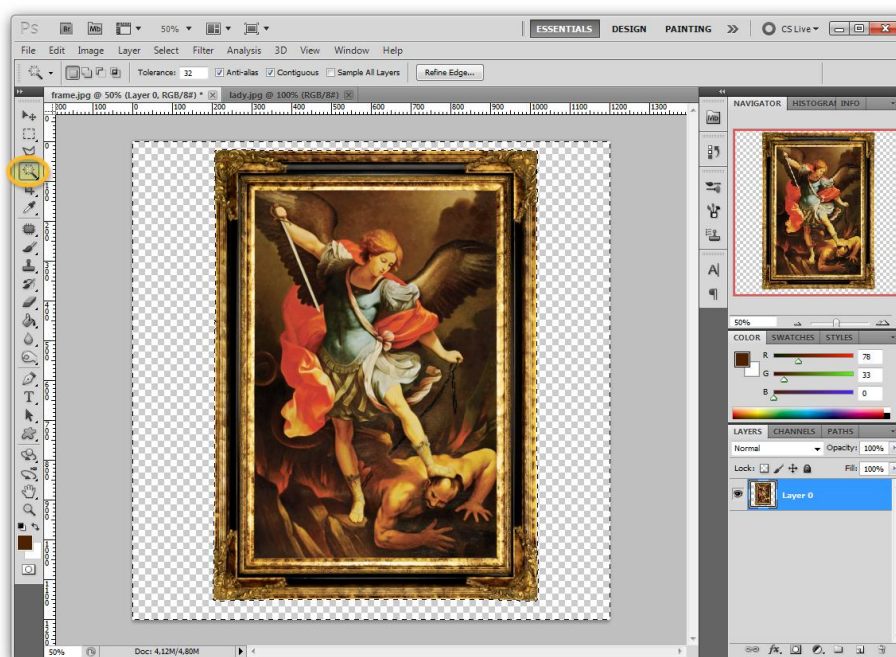 Ps Br Mb 50% ESSENTIALS DESIGN PAINTING CS Live
File Edit Image Layer Select Filter Analysis 3D View Window Help
Tolerance: 32 Anti-alias Contiguous Sample All Layers Refine Edge...
frame.jpg @ 50% (Layer 0, RGB/8#) * lady.jpg @ 100% (RGB/8#)
200 100 0 100 200 300 400 500 600 700 800 900 1000 1100 1200 1300
NAVIGATOR HISTOGRAI INFO
Mb
50%
COLOR SWATCHES STYLES
R 78
G 33
B 0
LAYERS CHANNELS PATHS
Normal Opacity: 100%
Lock: Fill: 100%
Layer 0
50% Doc: 4,12M/4,80M